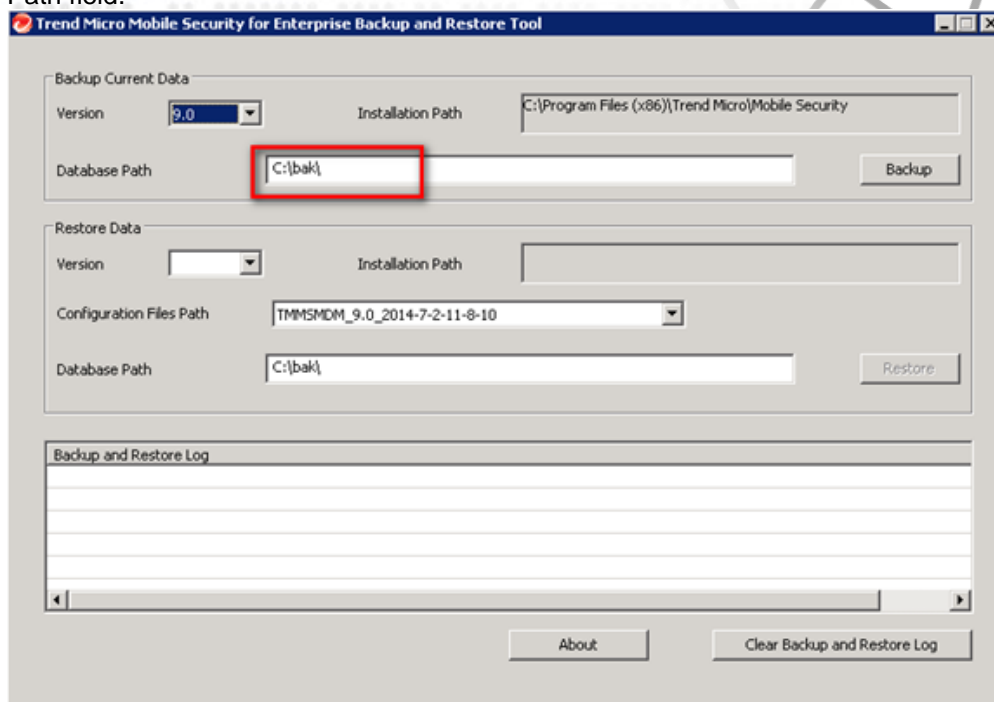 Path field.
Trend Micro Mobile Security for Enterprise Backup and Restore Tool
Backup Current Data
Version 9.0 Installation Path C:\Program Files (x86)\Trend Micro\Mobile Security
Database Path C:\bak\ Backup
Restore Data
Version Installation Path
Configuration Files Path TMMSMDM_9.0_2014-7-2-11-8-10
Database Path C:\bak\ Restore
Backup and Restore Log
About Clear Backup and Restore Log